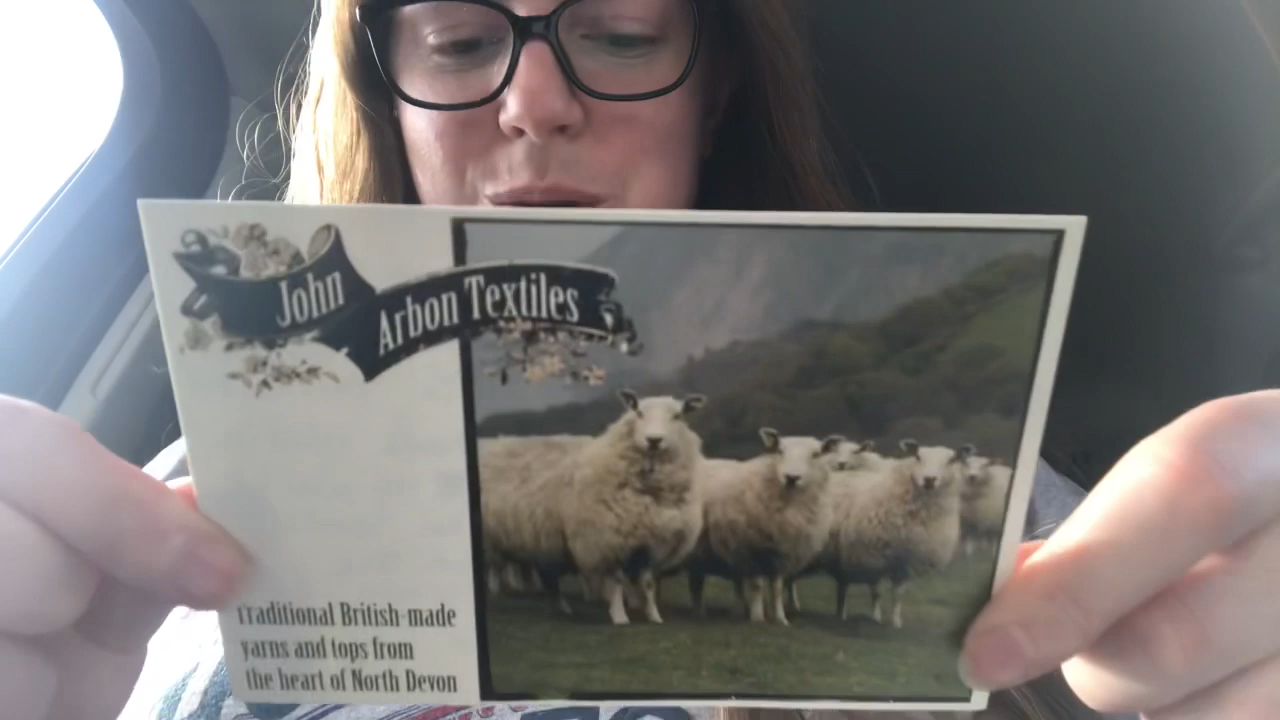 John
Arbon Textiles
Traditional British-made
yarns and tops from
the heart of North Devon